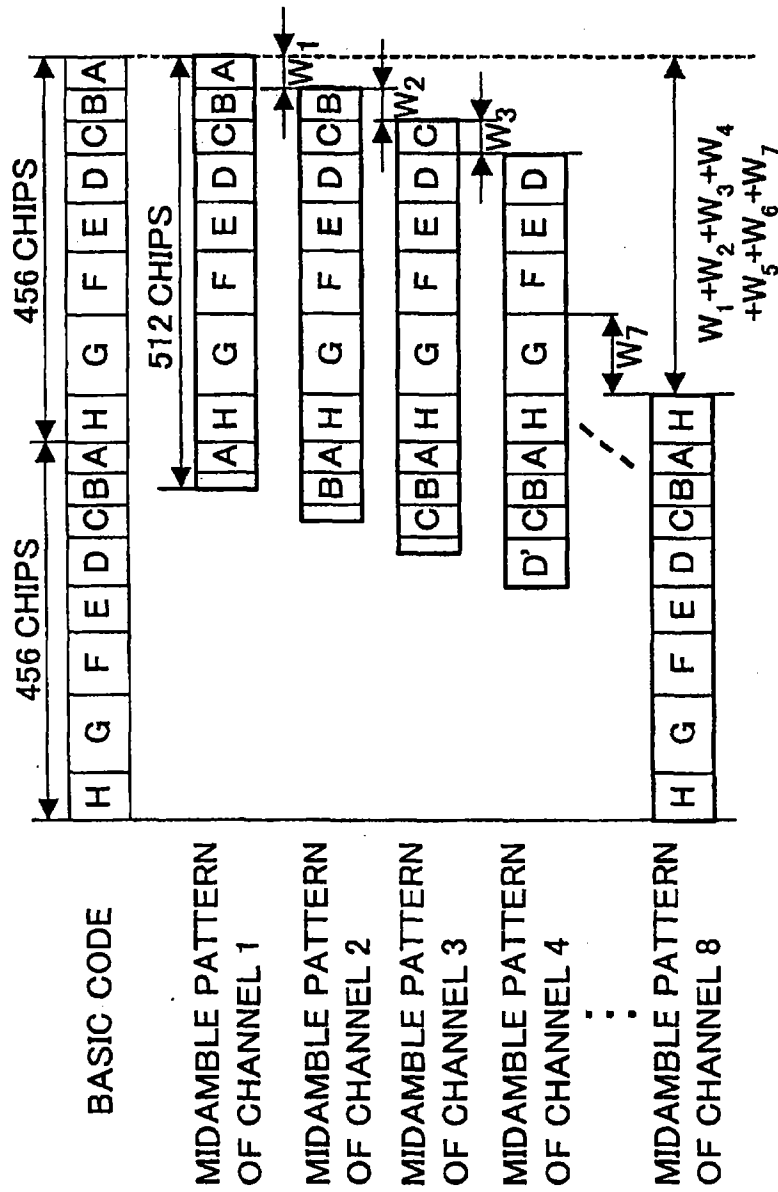 456 CHIPS 456 CHIPS
BASIC CODE H G F E D C B A H G F E D C B A
512 CHIPS
MIDAMBLE PATTERN
OF CHANNEL 1
A H G F E D C B A
W1
MIDAMBLE PATTERN
OF CHANNEL 2
B A H G F E D C B
W2
MIDAMBLE PATTERN
OF CHANNEL 3
C B A H G F E D C
W3
MIDAMBLE PATTERN
OF CHANNEL 4
D' C B A H G F E D
W7
MIDAMBLE PATTERN
OF CHANNEL 8
H G F E D C B A H
W1+W2+W3+W4
+W5+W6+W7